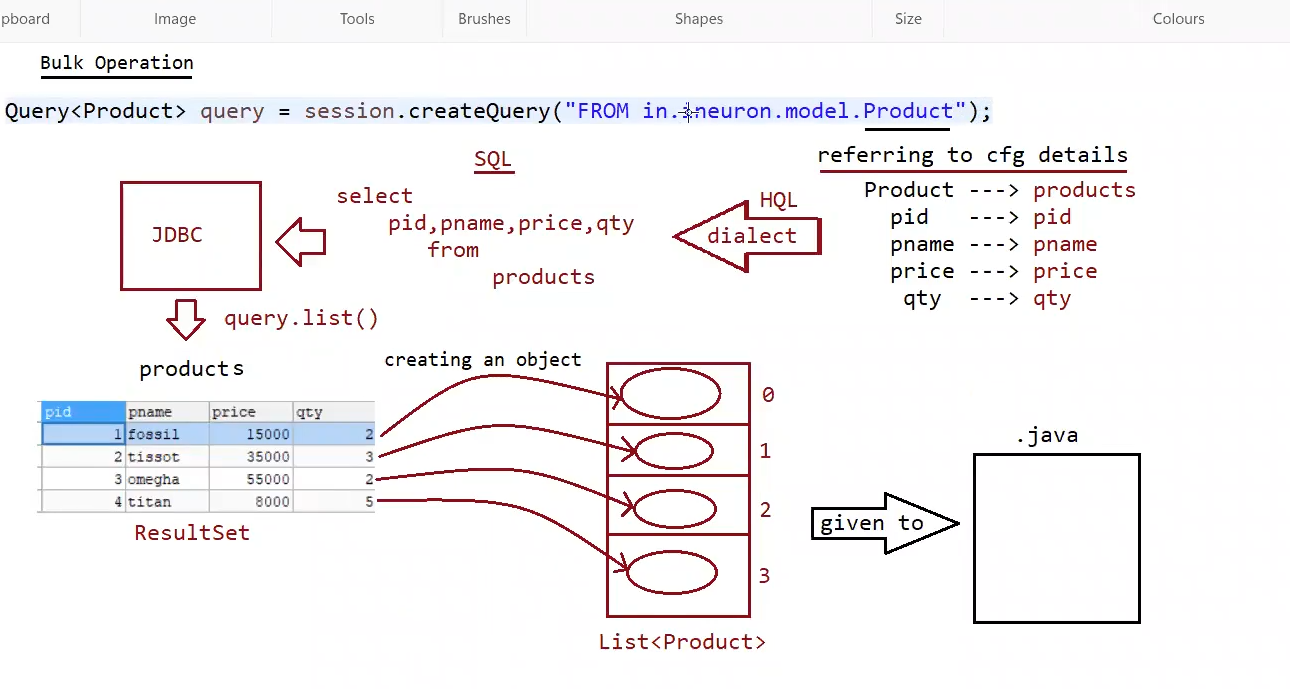 pboard Image Tools Brushes Shapes Size Colours
Bulk Operation
Query<Product> query = session.createQuery("FROM in.ineuron.model.Product");
referring to cfg details
Product ---> products
pid ---> pid
pname ---> pname
price ---> price
qty ---> qty
HQL
dialect
SQL
select
pid,pname,price,qty
from
products
JDBC
query.list()
products
pid pname price qty
1 fossil 15000 2
2 tissot 35000 3
3 omegha 55000 2
4 titan 8000 5
ResultSet
creating an object
0
1
2
3
List<Product>
given to
.java